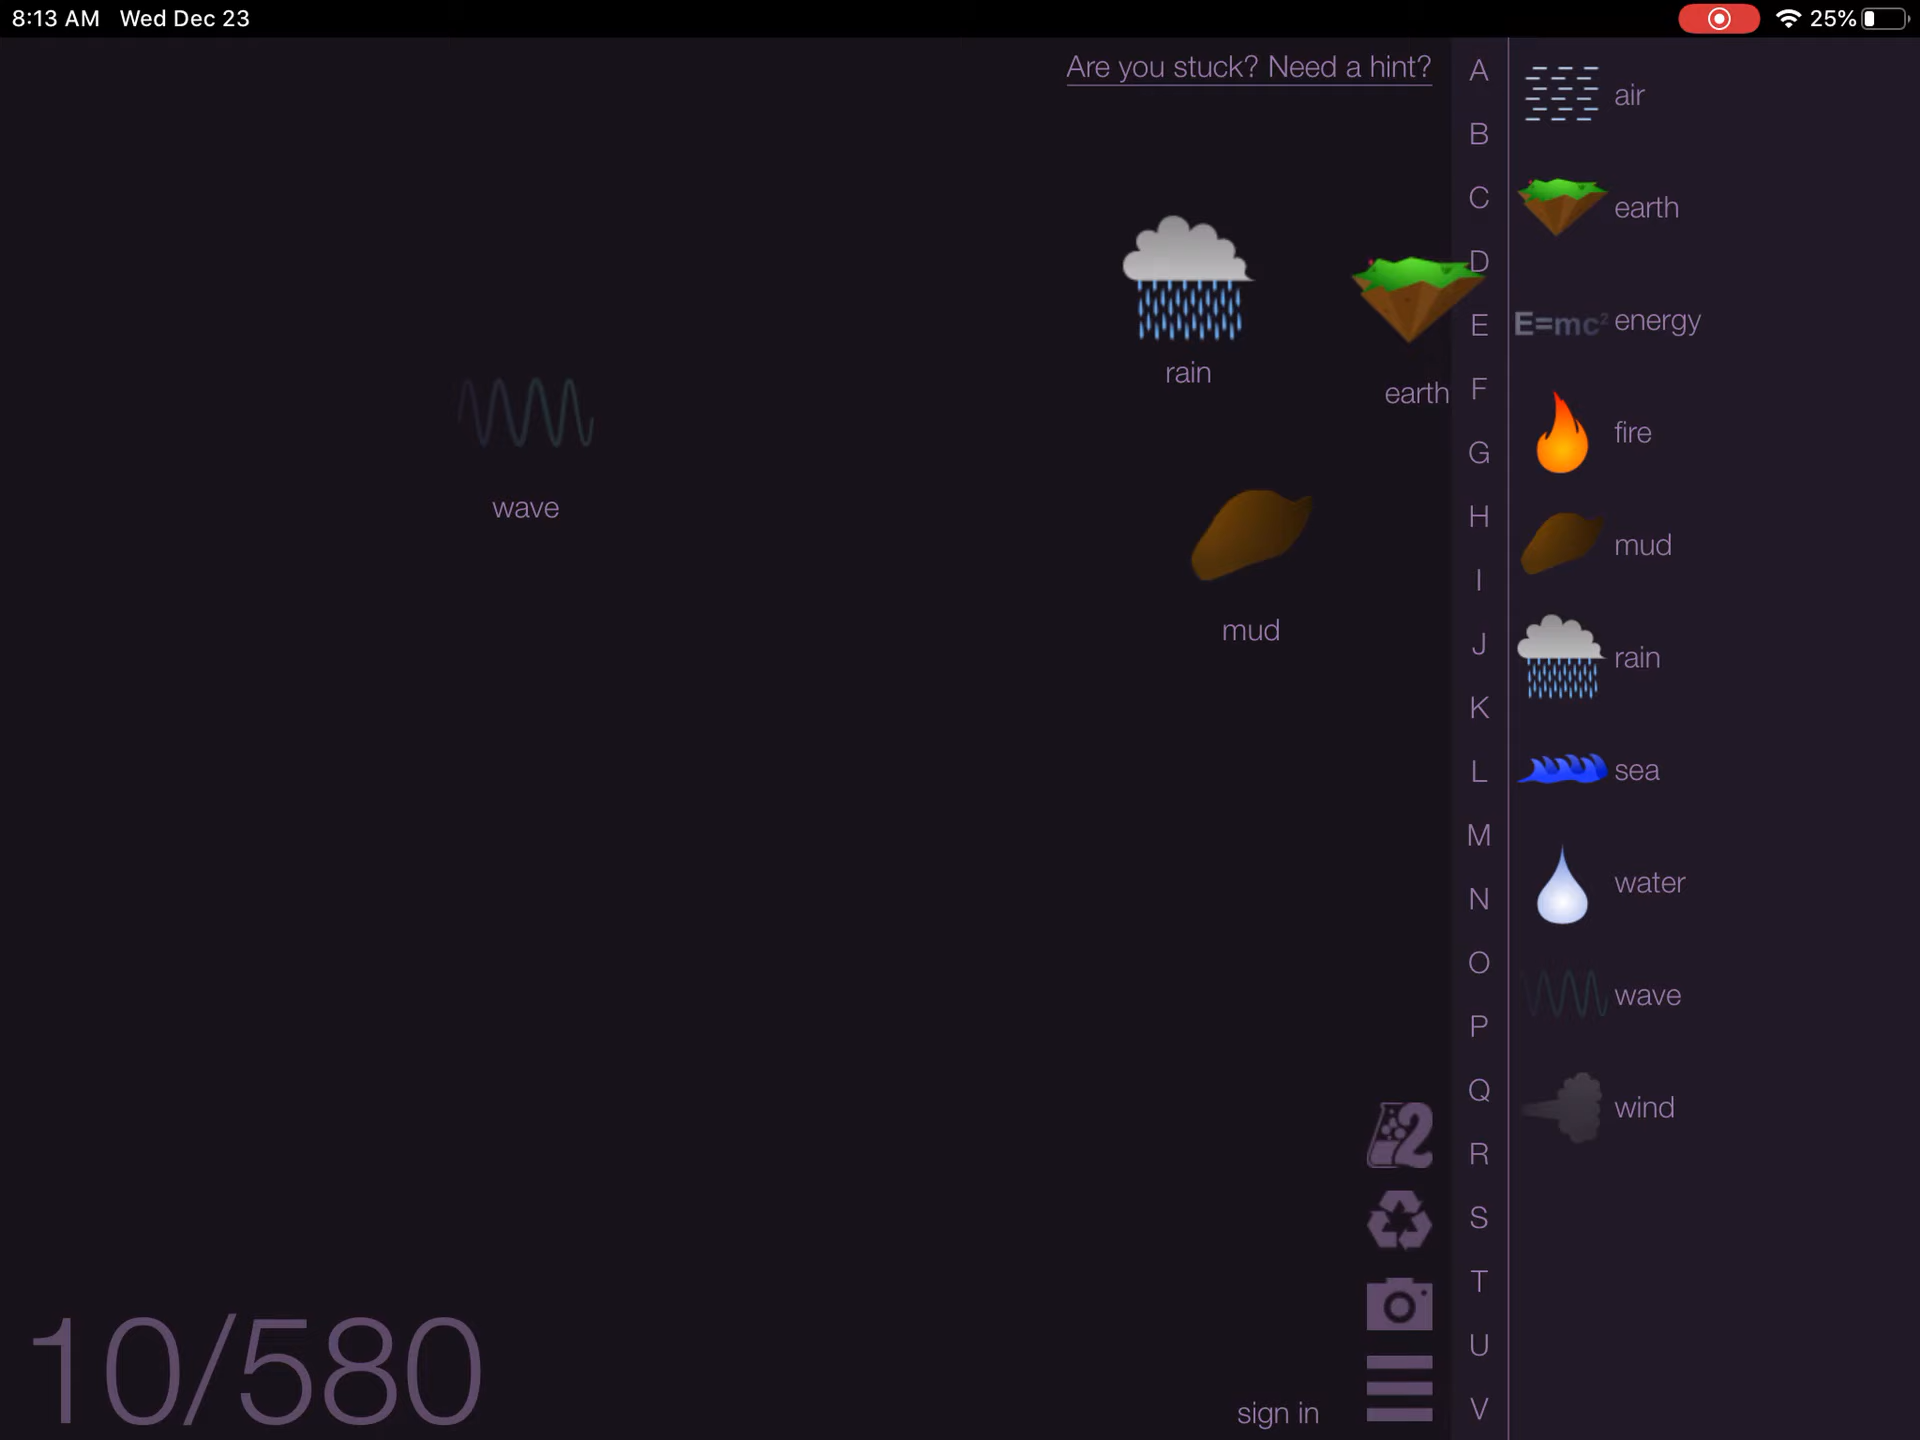 8:13 AM Wed Dec 23
25%
Are you stuck? Need a hint?
rain
earth
wave
mud
10/580
sign in
2
A
B
C
D
E
F
G
H
I
J
K
L
M
N
O
P
Q
R
S
T
U
V
air
earth
E=mc² energy
fire
mud
rain
sea
water
wave
wind